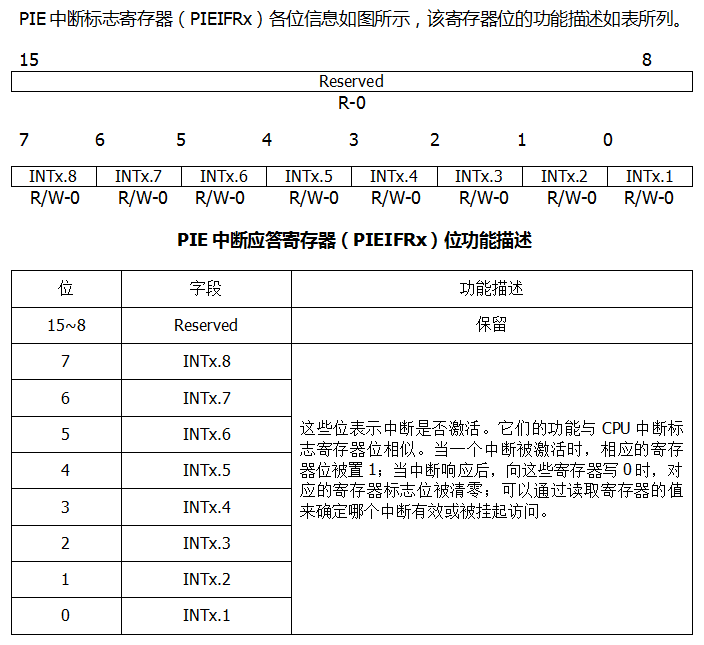 PIE 中断标志寄存器（PIEIFRx）各位信息如图所示，该寄存器位的功能描述如表所列。
15 8
Reserved
R-0
7 6 5 4 3 2 1 0
INTx.8 INTx.7 INTx.6 INTx.5 INTx.4 INTx.3 INTx.2 INTx.1
R/W-0 R/W-0 R/W-0 R/W-0 R/W-0 R/W-0 R/W-0 R/W-0
PIE 中断应答寄存器（PIEIFRx）位功能描述
位 字段 功能描述
15~8 Reserved 保留
7 INTx.8
6 INTx.7
5 INTx.6
4 INTx.5
3 INTx.4
2 INTx.3
1 INTx.2
0 INTx.1
这些位表示中断是否激活。它们的功能与 CPU 中断标
志寄存器位相似。当一个中断被激活时，相应的寄存
器位被置 1；当中断响应后，向这些寄存器写 0 时，对
应的寄存器标志位被清零；可以通过读取寄存器的值
来确定哪个中断有效或被挂起访问。